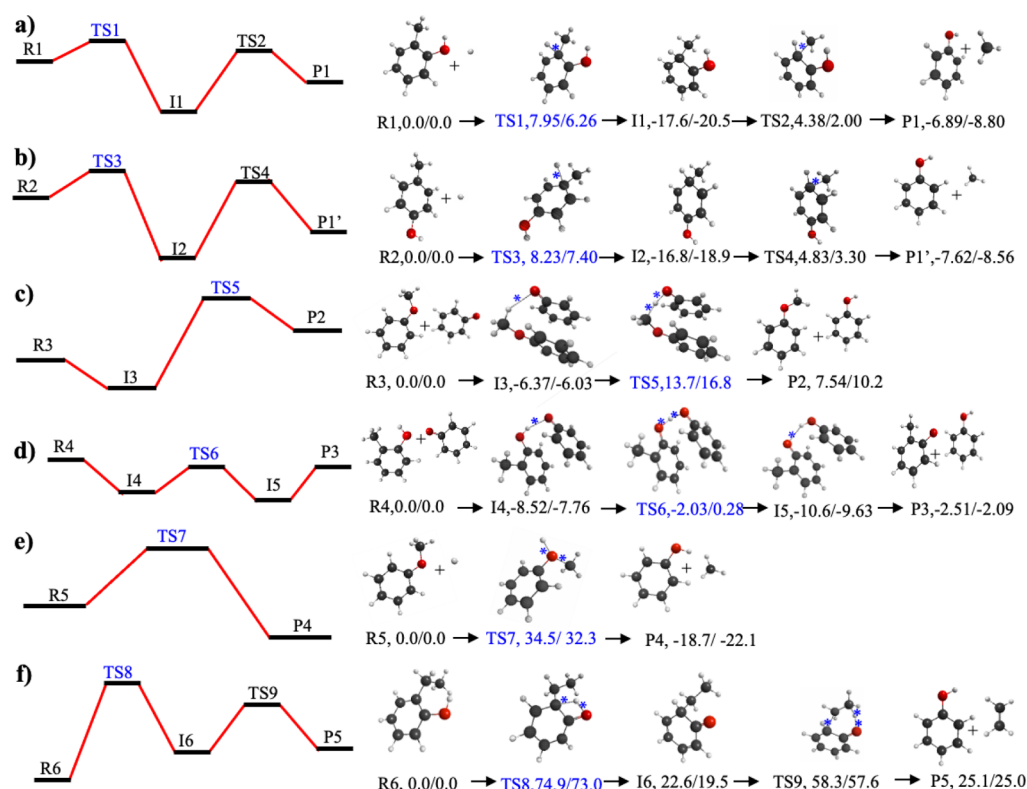 a)
R1
TS1
I1
TS2
P1
+
R1,0.0/0.0
TS1,7.95/6.26
I1,-17.6/-20.5
TS2,4.38/2.00
P1,-6.89/-8.80
b)
R2
TS3
I2
TS4
P1'
+
R2,0.0/0.0
TS3, 8.23/7.40
I2,-16.8/-18.9
TS4,4.83/3.30
P1',-7.62/-8.56
c)
R3
I3
TS5
P2
+
R3, 0.0/0.0
I3,-6.37/-6.03
TS5,13.7/16.8
P2, 7.54/10.2
d)
R4
I4
TS6
I5
P3
+
R4,0.0/0.0
I4,-8.52/-7.76
TS6,-2.03/0.28
I5,-10.6/-9.63
P3,-2.51/-2.09
e)
R5
TS7
P4
+
R5, 0.0/0.0
TS7, 34.5/ 32.3
P4, -18.7/ -22.1
f)
R6
TS8
I6
TS9
P5
+
R6, 0.0/0.0
TS8,74.9/73.0
I6, 22.6/19.5
TS9, 58.3/57.6
P5, 25.1/25.0